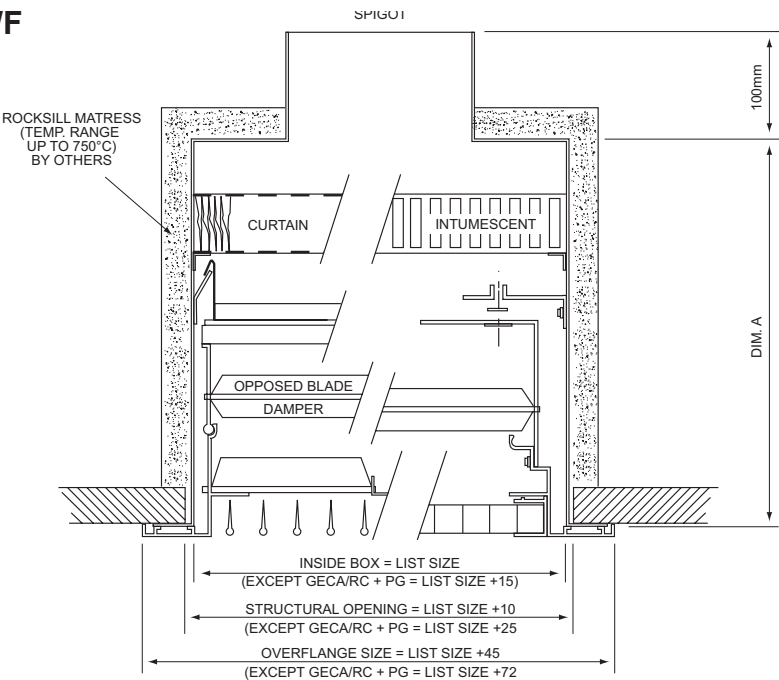 /F
SPIGOT
100mm
ROCKSILL MATRESS
(TEMP. RANGE
UP TO 750°C)
BY OTHERS
CURTAIN
INTUMESCENT
DIM. A
OPPOSED BLADE
DAMPER
INSIDE BOX = LIST SIZE
(EXCEPT GECA/RC + PG = LIST SIZE +15)
STRUCTURAL OPENING = LIST SIZE +10
(EXCEPT GECA/RC + PG = LIST SIZE +25
OVERFLANGE SIZE = LIST SIZE +45
(EXCEPT GECA/RC + PG = LIST SIZE +72